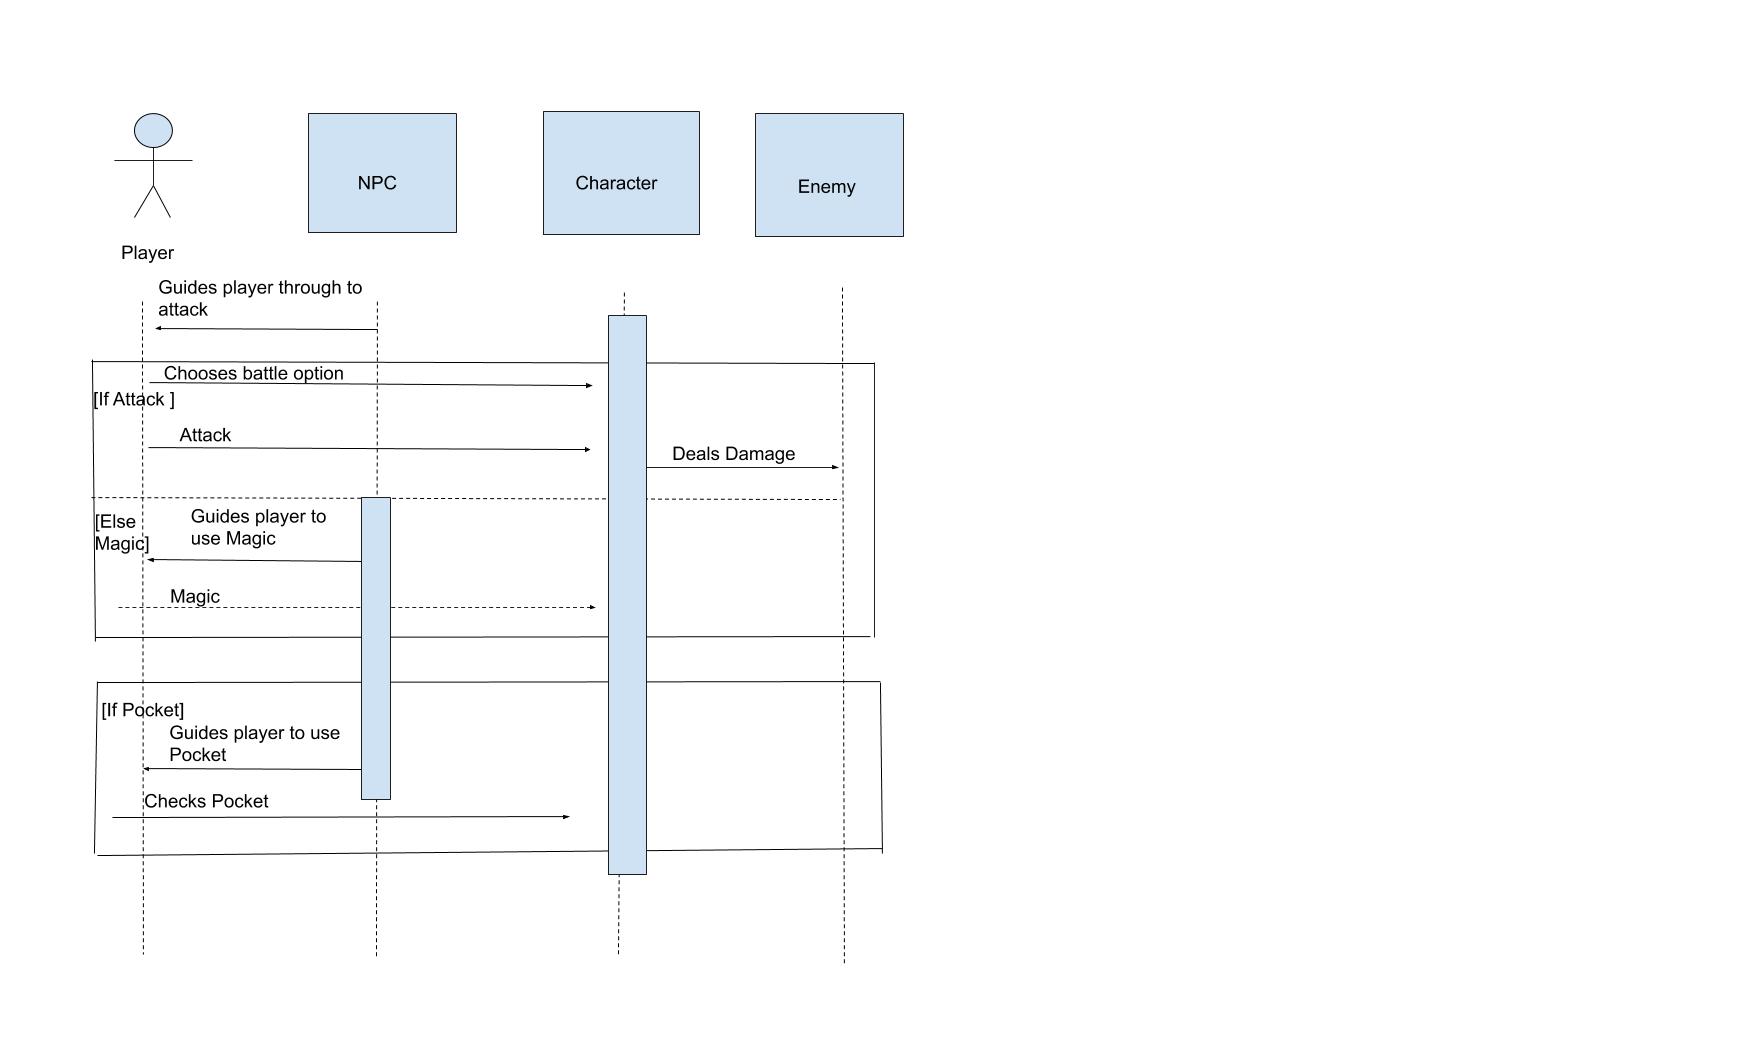 NPC
Character
Enemy
Player
Guides player through to
attack
Chooses battle option
[If Attack ]
Attack
Deals Damage
[Else
Magic]
Guides player to
use Magic
Magic
[If Pocket]
Guides player to use
Pocket
Checks Pocket